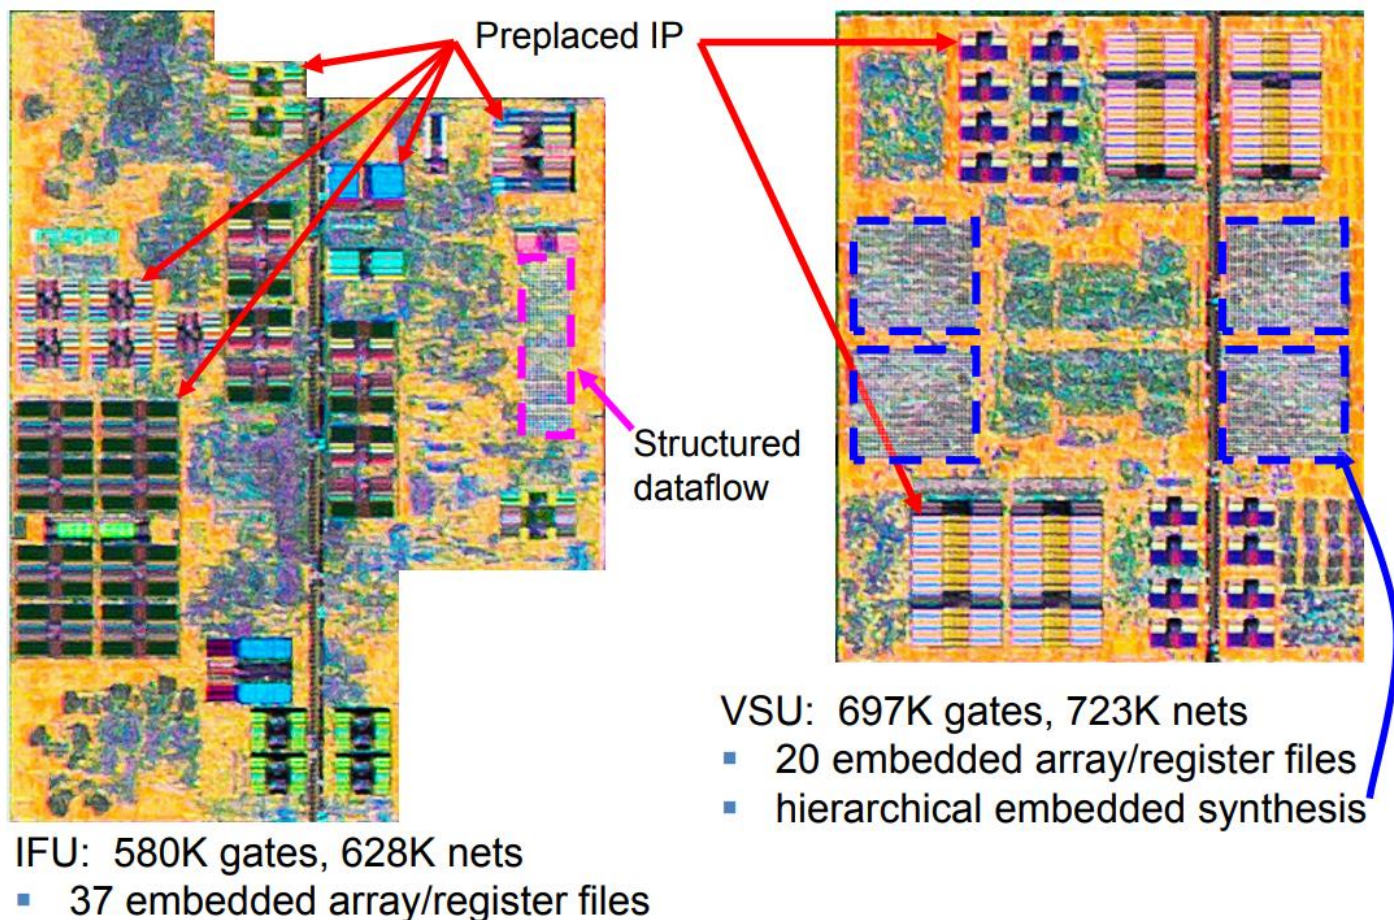 Preplaced IP
Structured
dataflow
VSU:  697K gates, 723K nets
▪ 20 embedded array/register files
▪ hierarchical embedded synthesis
IFU:  580K gates, 628K nets
▪ 37 embedded array/register files